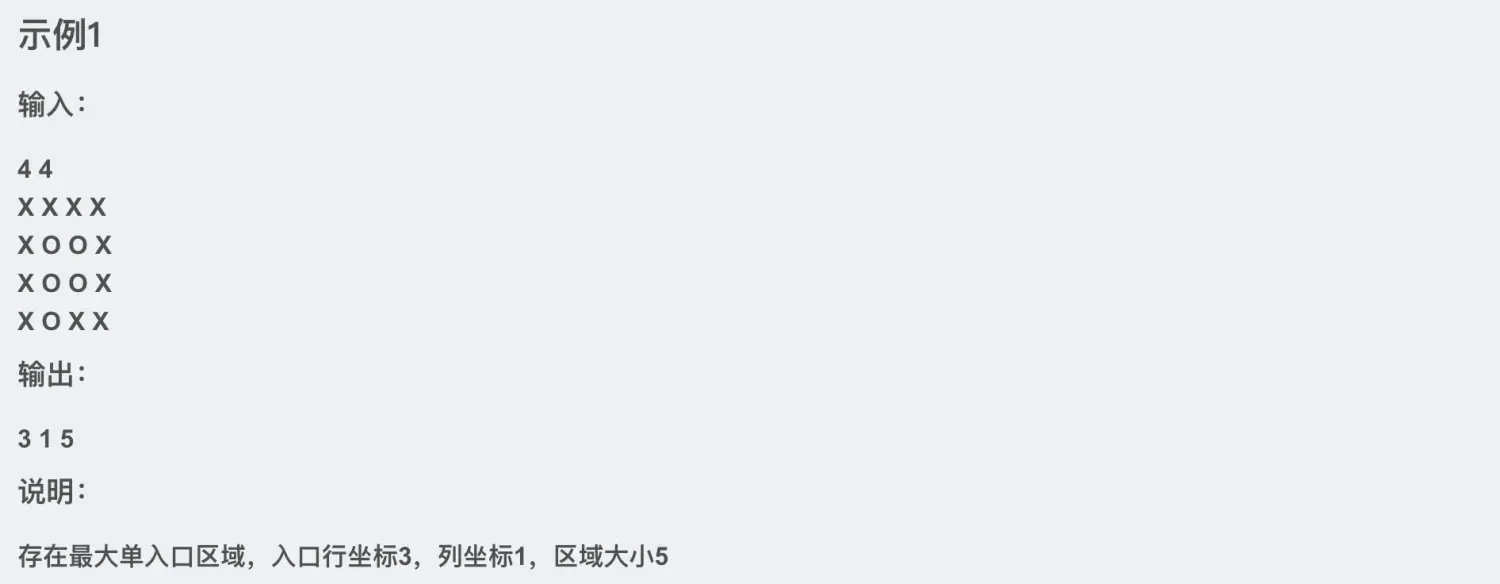 示例1
输入：
4 4
X X X X
X O O X
X O O X
X O X X
输出：
3 1 5
说明：
存在最大单入口区域，入口行坐标3，列坐标1，区域大小5